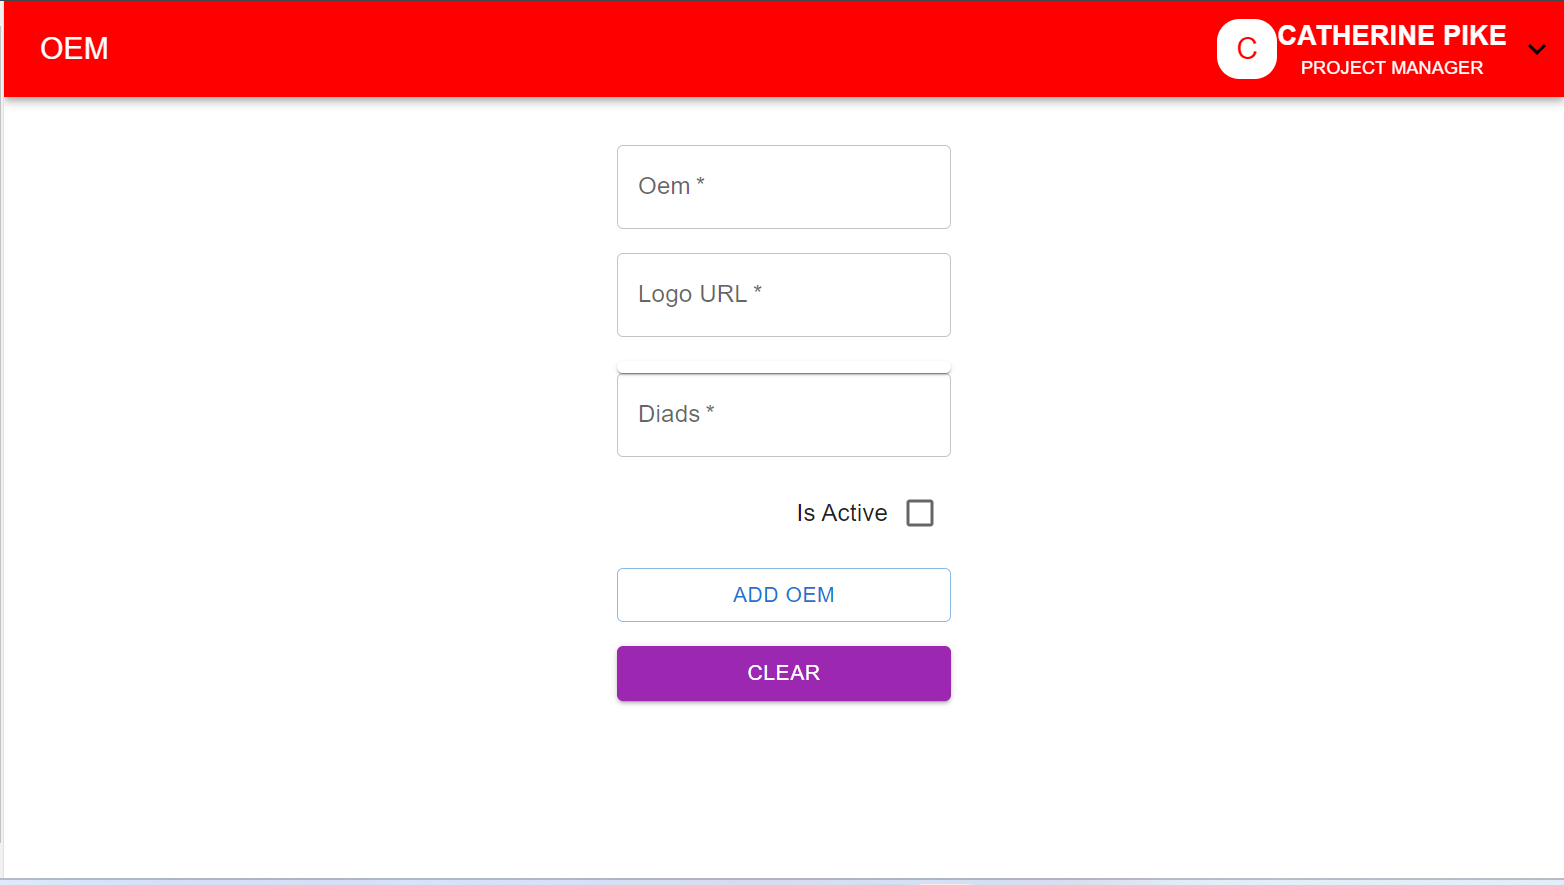 OEM
C
CATHERINE PIKE
PROJECT MANAGER
Oem *
Logo URL *
Diads *
Is Active
ADD OEM
CLEAR